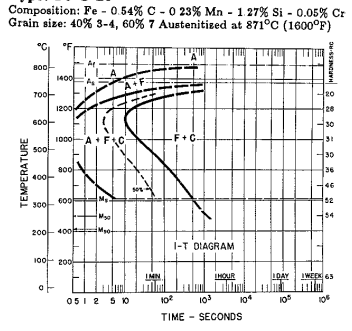 Composition: Fe - 0.54% C - 0 23% Mn - 1.27% Si - 0.05% Cr
Grain size: 40% 3-4, 60% 7 Austenitized at 871°C (1600°F)
°C
°F
HARDNESS-RC
A
Af
1400
As
A
A+F
800
700
600
500
400
300
200
100
0
1200
1000
800
600
400
200
20
28
30
31
30
36
46
52
54
63
A+F+C
F+C
50%
Ms
M50
M90
I-T DIAGRAM
1 MIN
1 HOUR
1 DAY
1 WEEK
TEMPERATURE
0 5 1 2 5 10 10² 10³ 10⁴ 10⁵ 10⁶
TIME - SECONDS